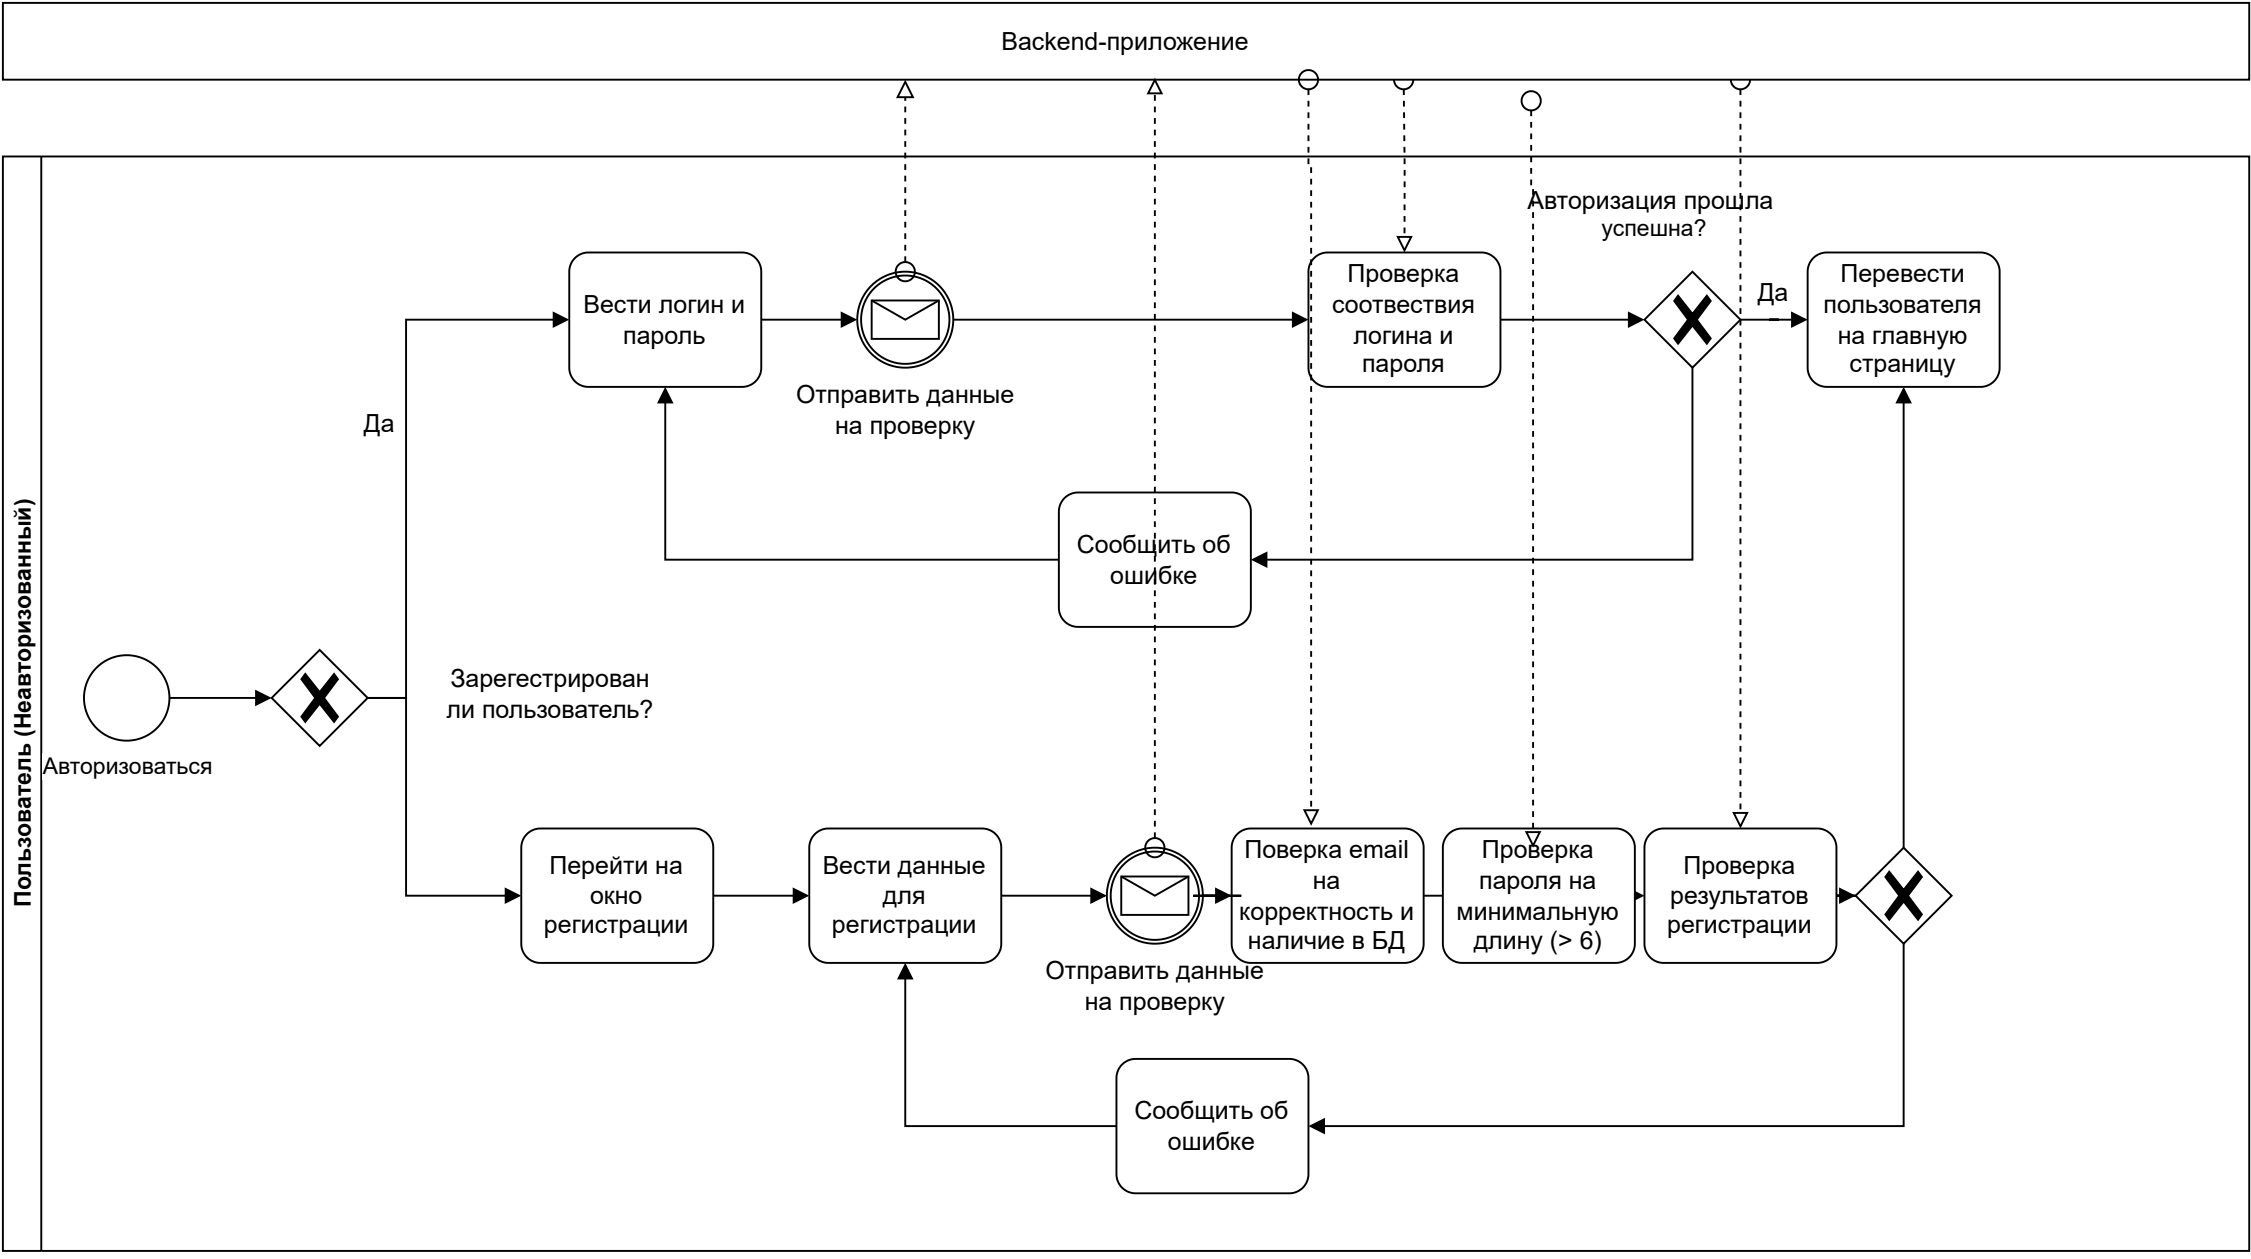 Backend-приложение
Пользователь (Неавторизованный)
Авторизация прошла
успешна?
Вести логин и
пароль
Проверка
соотвествия
логина и
пароля
Да
Перевести
пользователя
на главную
страницу
Отправить данные
на проверку
Да
Сообщить об
ошибке
Зарегестрирован
ли пользователь?
Авторизоваться
Перейти на
окно
регистрации
Вести данные
для
регистрации
Поверка email
на
корректность и
наличие в БД
Проверка
пароля на
минимальную
длину (> 6)
Проверка
результатов
регистрации
Отправить данные
на проверку
Сообщить об
ошибке